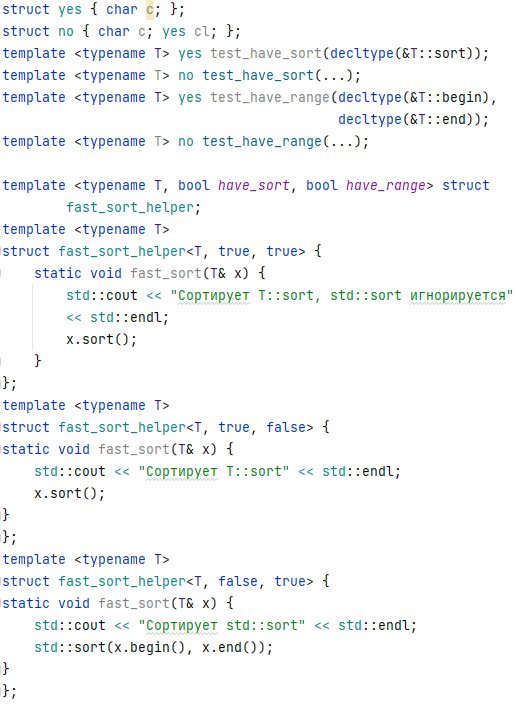 struct yes { char c; };
struct no { char c; yes cl; };
template <typename T> yes test_have_sort(decltype(&T::sort));
template <typename T> no test_have_sort(...);
template <typename T> yes test_have_range(decltype(&T::begin),
                                          decltype(&T::end));
template <typename T> no test_have_range(...);

template <typename T, bool have_sort, bool have_range> struct
        fast_sort_helper;
template <typename T>
struct fast_sort_helper<T, true, true> {
    static void fast_sort(T& x) {
        std::cout << "Сортирует T::sort, std::sort игнорируется"
        << std::endl;
        x.sort();
    }
};
template <typename T>
struct fast_sort_helper<T, true, false> {
static void fast_sort(T& x) {
    std::cout << "Сортирует T::sort" << std::endl;
    x.sort();
}
};
template <typename T>
struct fast_sort_helper<T, false, true> {
static void fast_sort(T& x) {
    std::cout << "Сортирует std::sort" << std::endl;
    std::sort(x.begin(), x.end());
}
};